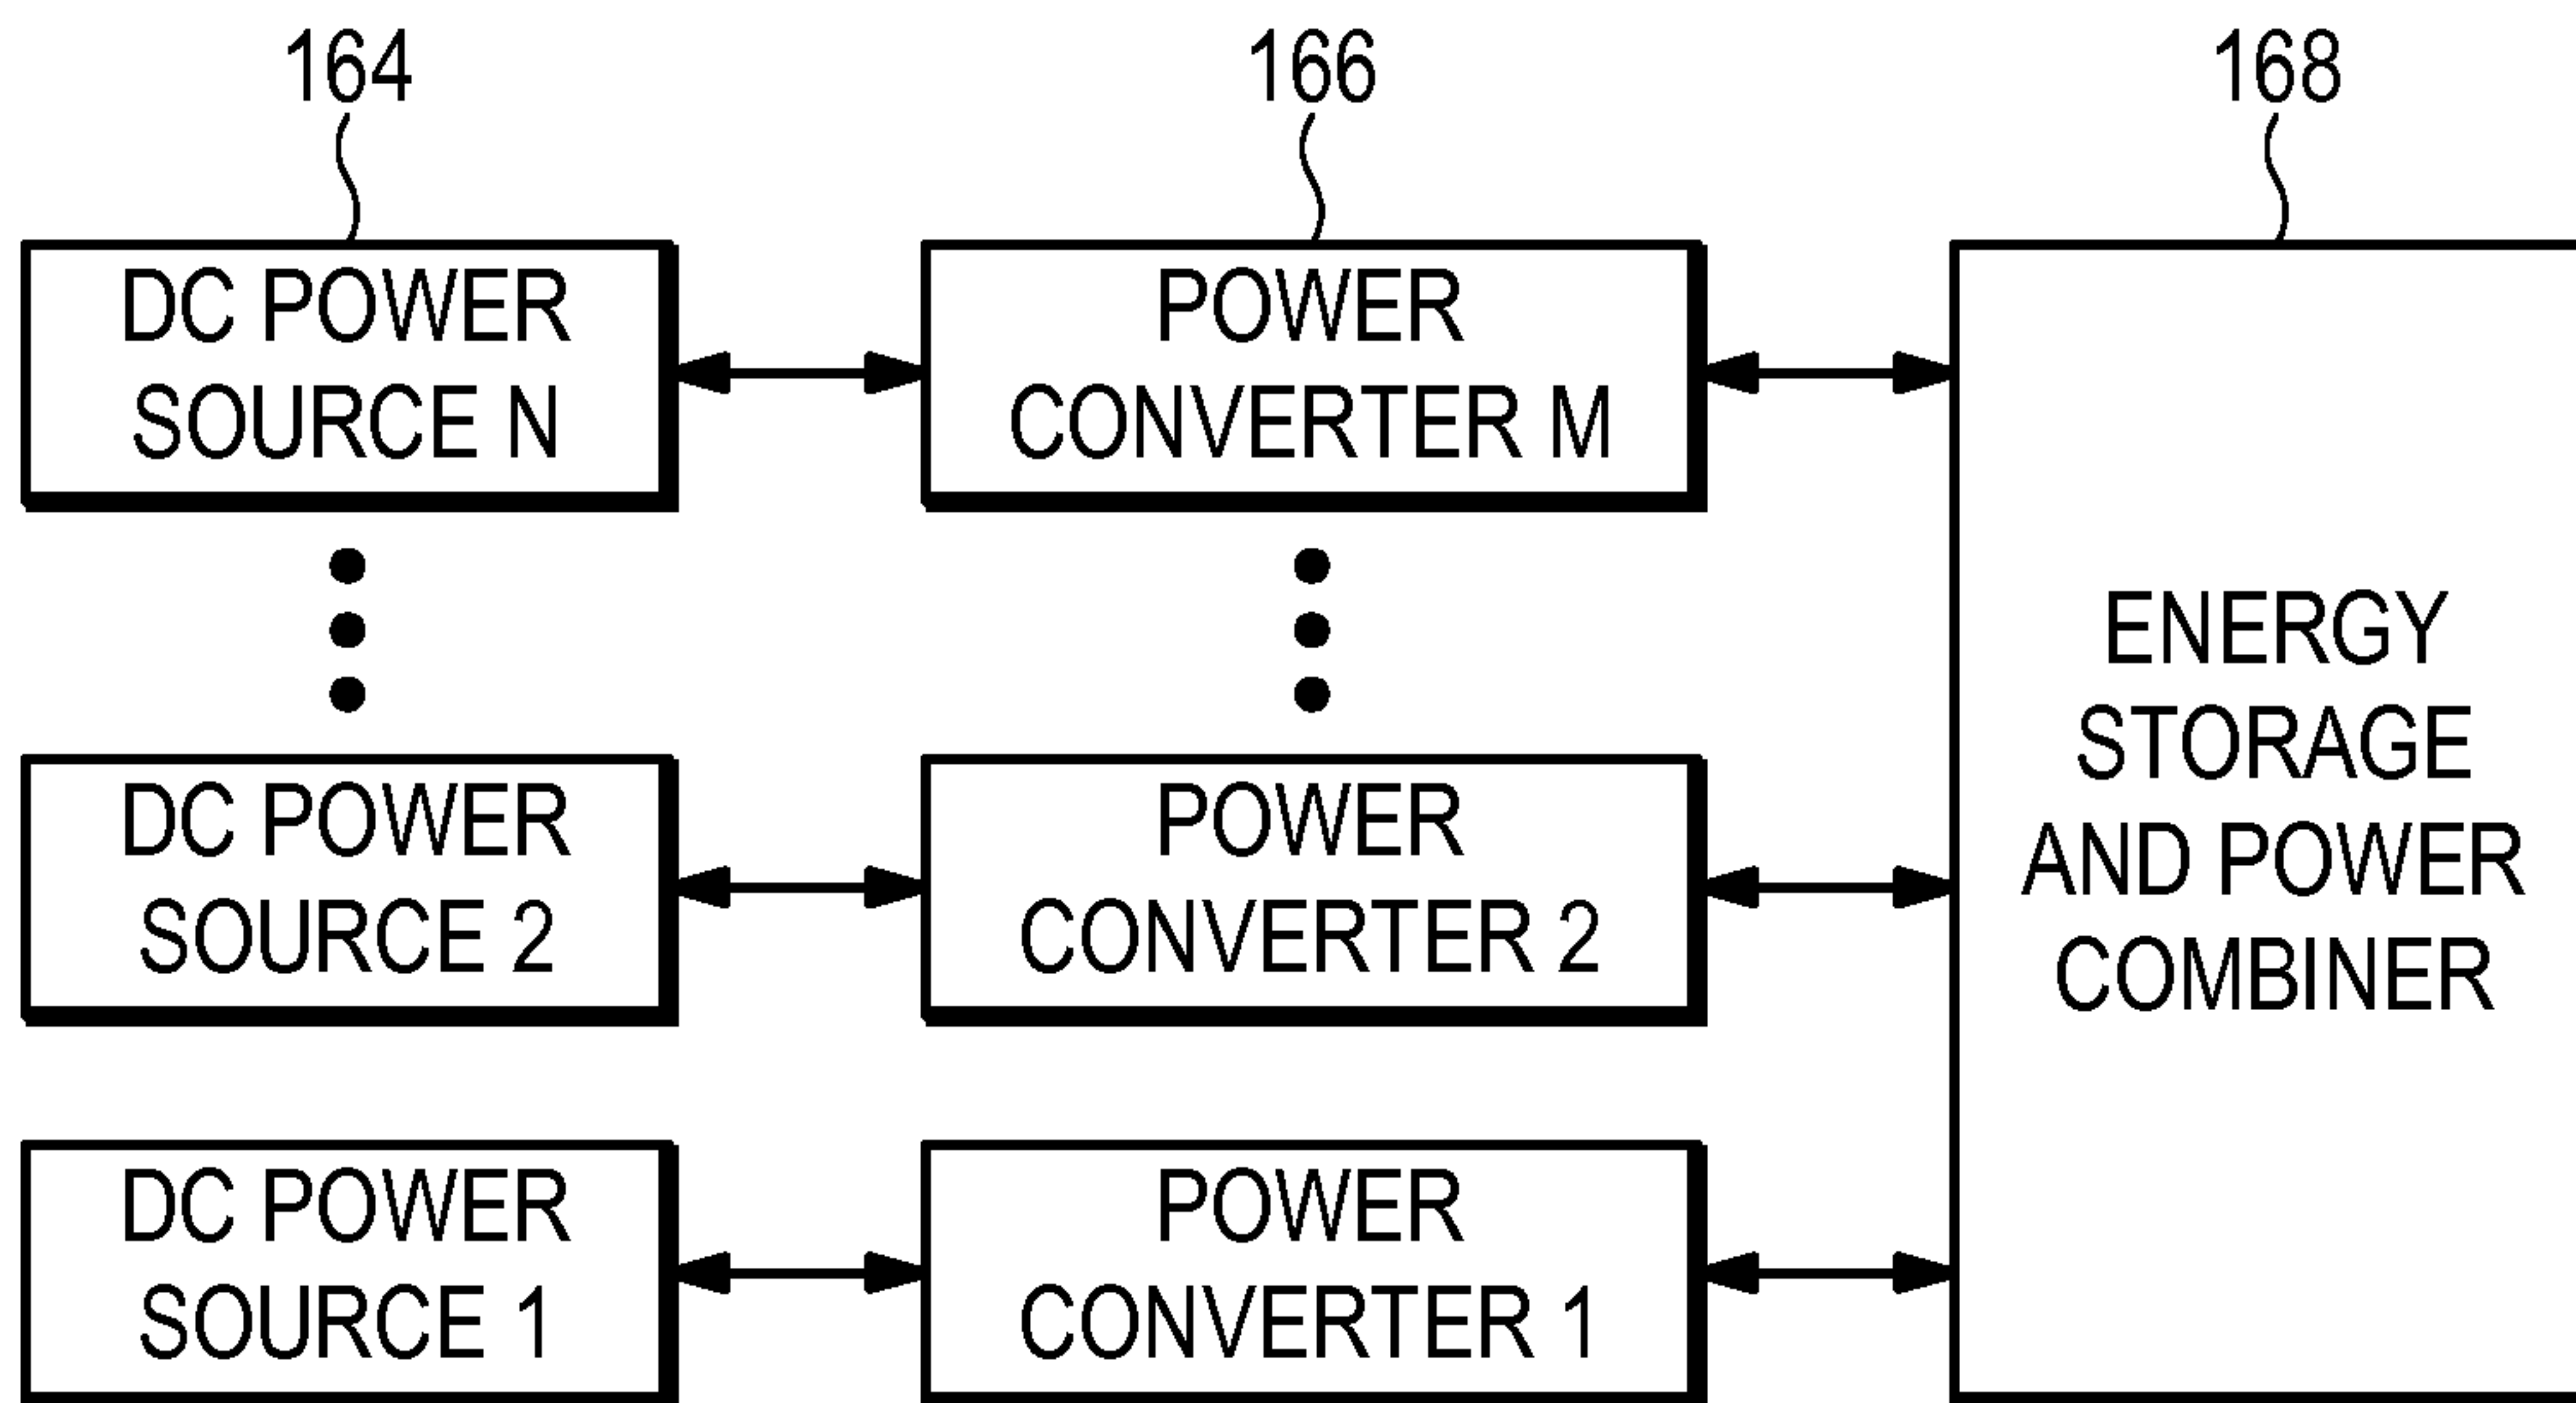 164
166
168
DC POWER
SOURCE N
POWER
CONVERTER M
DC POWER
SOURCE 2
POWER
CONVERTER 2
DC POWER
SOURCE 1
POWER
CONVERTER 1
ENERGY
STORAGE
AND POWER
COMBINER